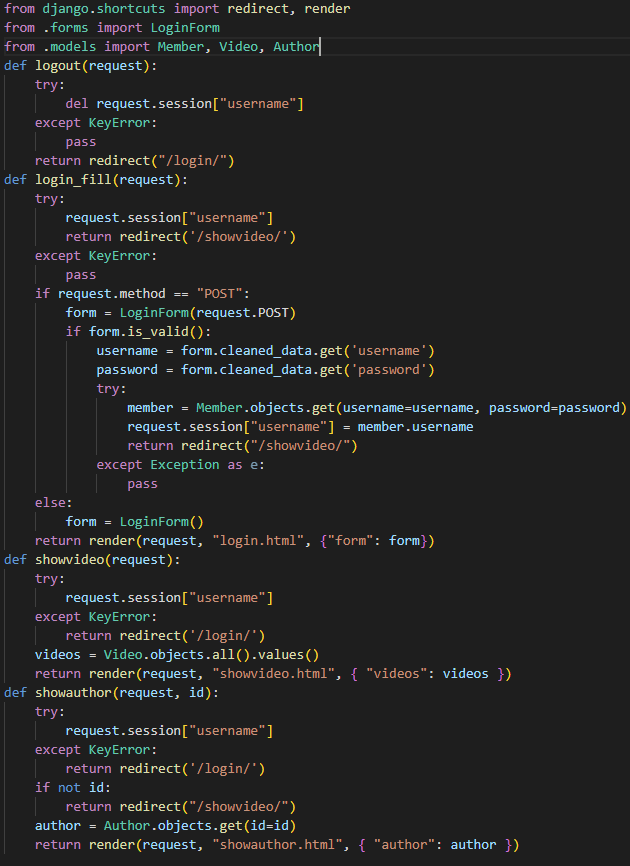 from django.shortcuts import redirect, render
from .forms import LoginForm
from .models import Member, Video, Author
def logout(request):
    try:
        del request.session["username"]
    except KeyError:
        pass
    return redirect("/login/")
def login_fill(request):
    try:
        request.session["username"]
        return redirect('/showvideo/')
    except KeyError:
        pass
    if request.method == "POST":
        form = LoginForm(request.POST)
        if form.is_valid():
            username = form.cleaned_data.get('username')
            password = form.cleaned_data.get('password')
            try:
                member = Member.objects.get(username=username, password=password)
                request.session["username"] = member.username
                return redirect("/showvideo/")
            except Exception as e:
                pass
    else:
        form = LoginForm()
    return render(request, "login.html", {"form": form})
def showvideo(request):
    try:
        request.session["username"]
    except KeyError:
        return redirect('/login/')
    videos = Video.objects.all().values()
    return render(request, "showvideo.html", { "videos": videos })
def showauthor(request, id):
    try:
        request.session["username"]
    except KeyError:
        return redirect('/login/')
    if not id:
        return redirect("/showvideo/")
    author = Author.objects.get(id=id)
    return render(request, "showauthor.html", { "author": author })